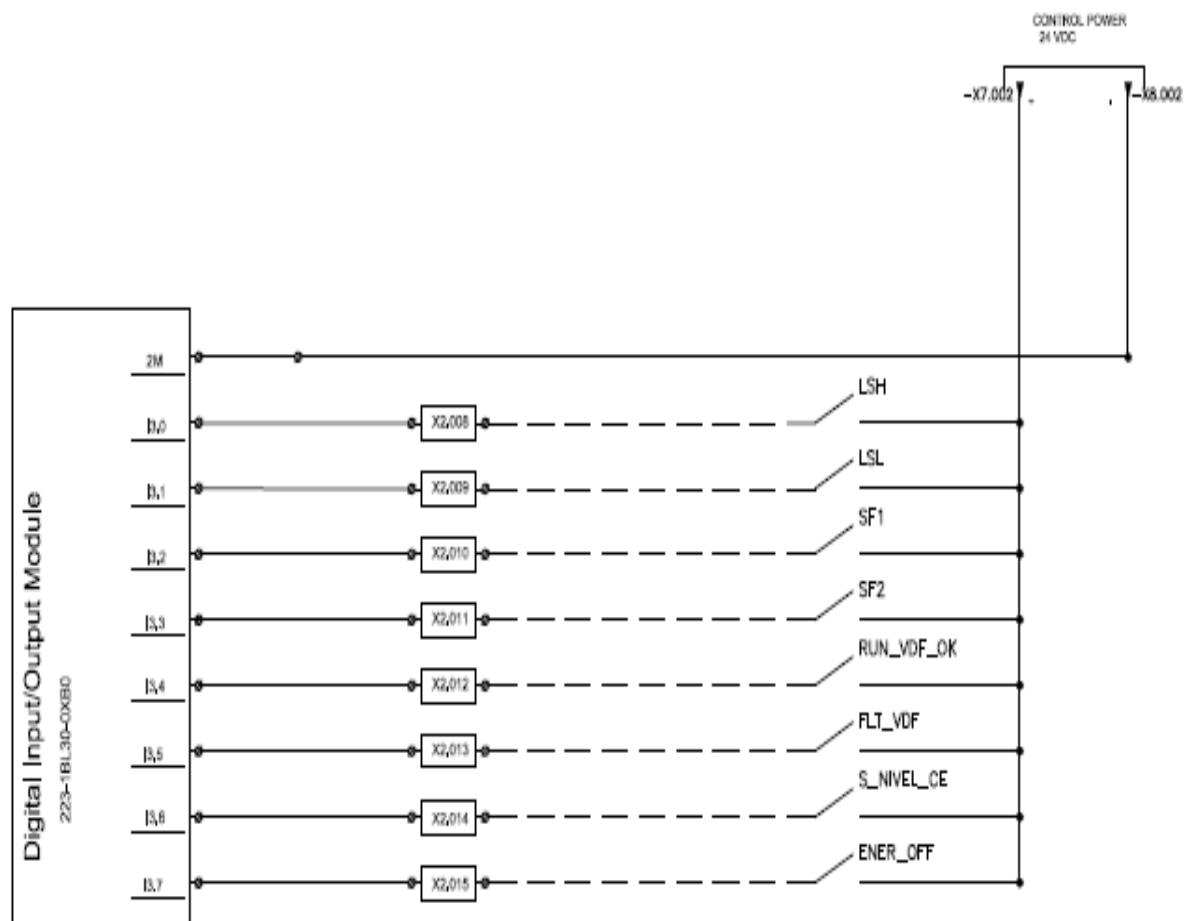 CONTROL POWER
24 VDC
-X7.002
-X8.002
2M
LSH
I3,0
X2,008
LSL
I3,1
X2,009
SF1
I3,2
X2,010
SF2
I3,3
X2,011
RUN_VDF_OK
I3,4
X2,012
FLT_VDF
I3,5
X2,013
S_NIVEL_CE
I3,6
X2,014
ENER_OFF
I3,7
X2,015
Digital Input/Output Module
223-1BL30-0XB0